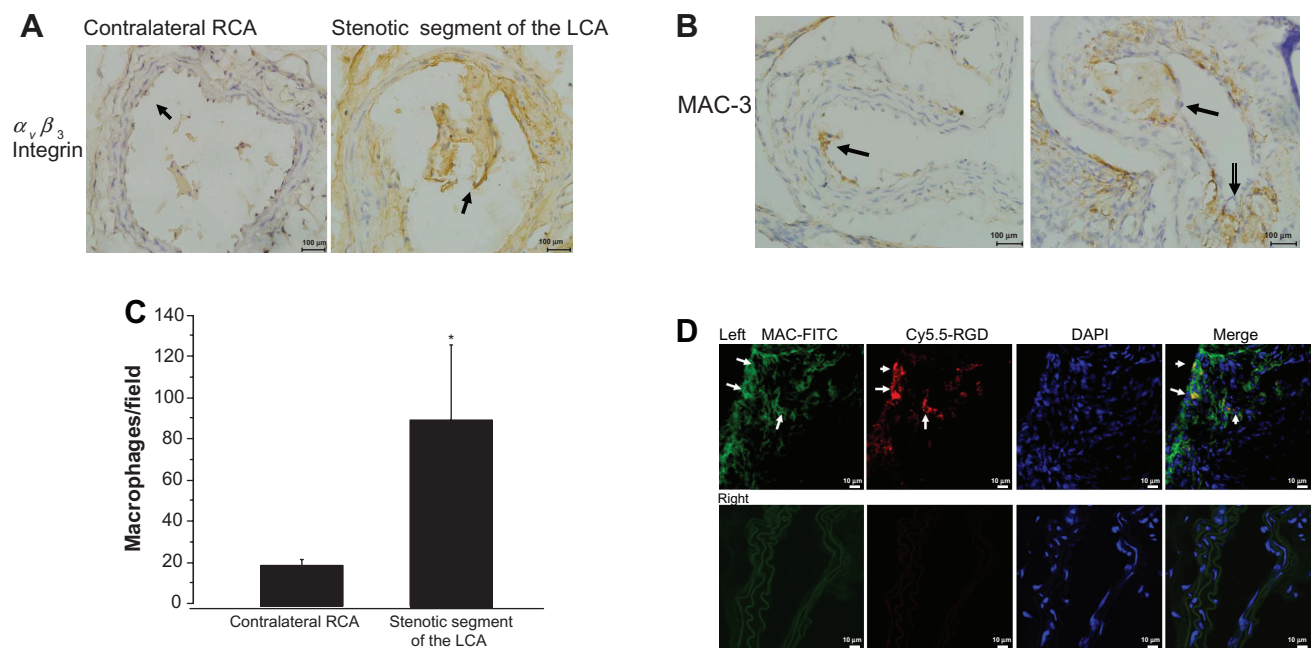 A
Contralateral RCA
Stenotic segment of the LCA
α v β 3
Integrin
100 µm
100 µm
B
MAC-3
100 µm
100 µm
C
Macrophages/field
140
120
100
80
60
40
20
0
*
Contralateral RCA
Stenotic segment
of the LCA
D
Left MAC-FITC Cy5.5-RGD DAPI Merge
10 µm 10 µm 10 µm 10 µm
Right
10 µm 10 µm 10 µm 10 µm